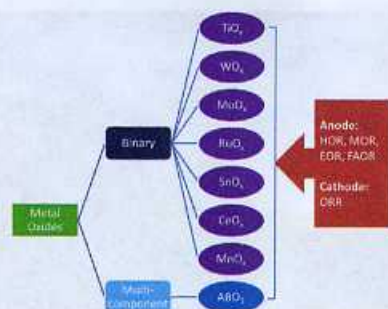 TiOx
WOx
MoOx
Binary
RuOx
SnOx
CeOx
MnOx
Metal
Oxides
Multi-
component
ABO3
Anode:
HOR, MOR,
EOR, FAOR
Cathode:
ORR